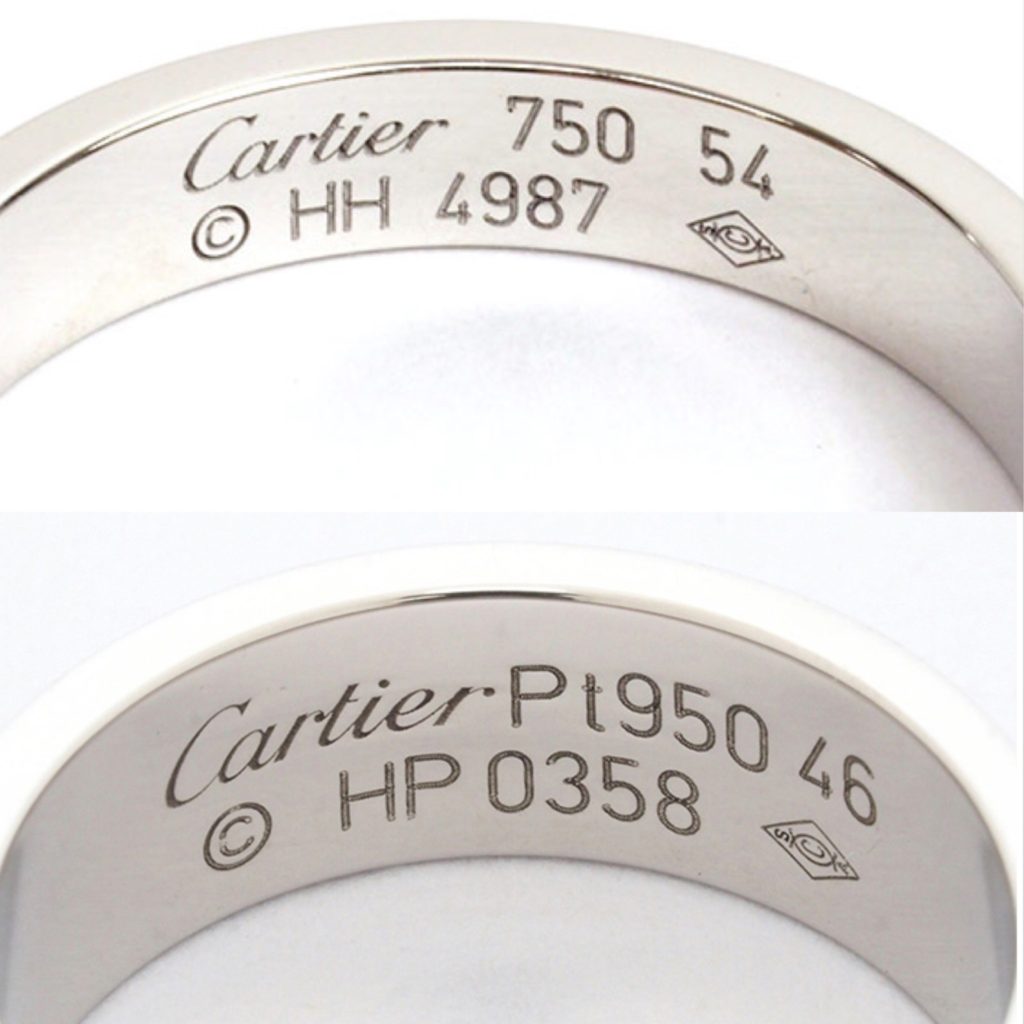 Cartier 750 54
© HH 4987
Cartier Pt950 46
© HP 0358